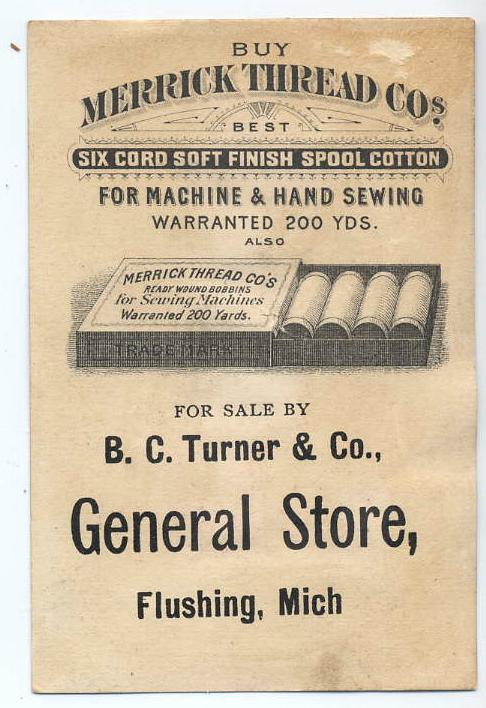 BUY
MERRICK THREAD CO'S.
BEST
SIX CORD SOFT FINISH SPOOL COTTON
FOR MACHINE & HAND SEWING
WARRANTED 200 YDS.
ALSO
MERRICK THREAD CO'S
READY WOUND BOBBINS
for Sewing Machines
Warranted 200 Yards.
TRADE MARK
FOR SALE BY
B. C. Turner & Co.,
General Store,
Flushing, Mich